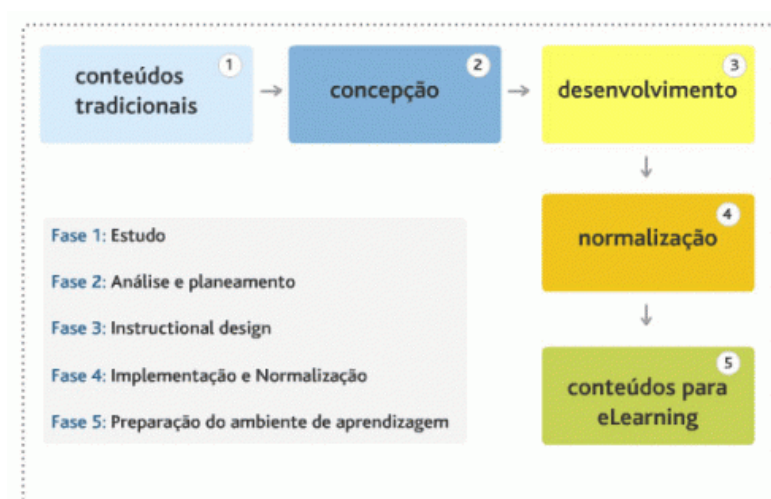 conteúdos
tradicionais
1
concepção
2
desenvolvimento
3
normalização
4
conteúdos para
eLearning
5
Fase 1: Estudo
Fase 2: Análise e planeamento
Fase 3: Instructional design
Fase 4: Implementação e Normalização
Fase 5: Preparação do ambiente de aprendizagem